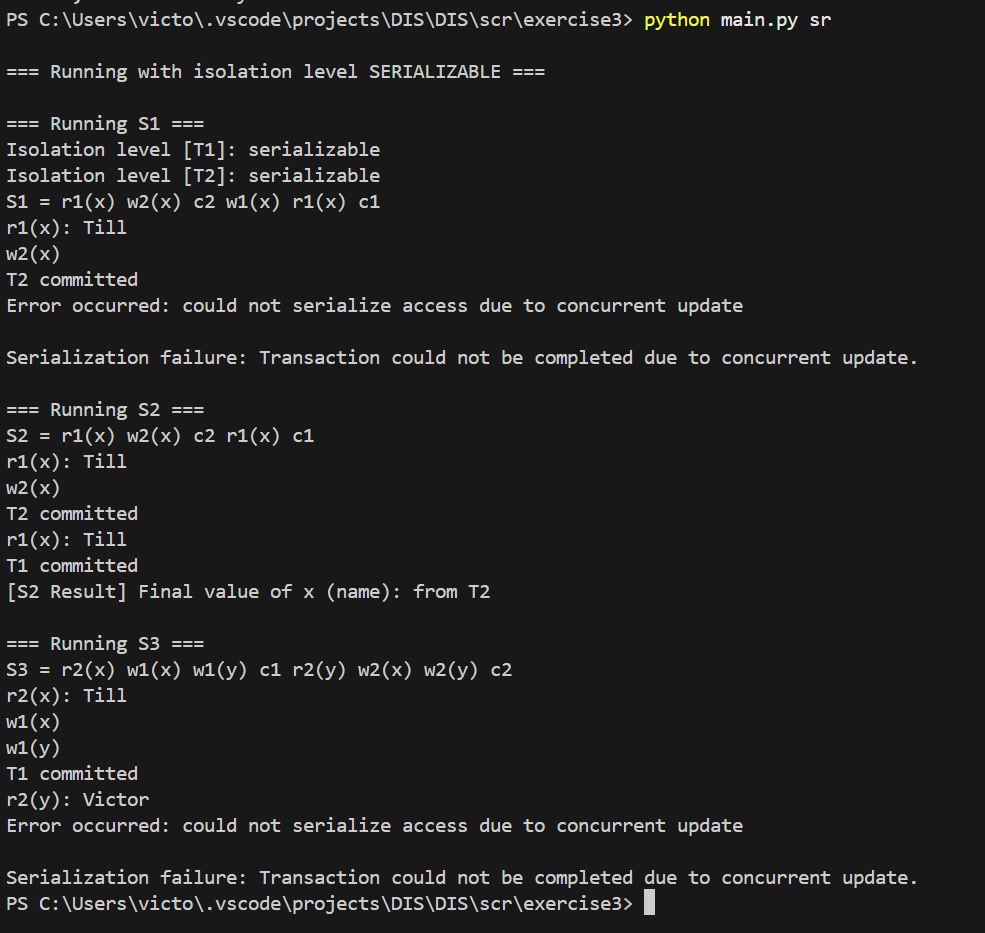 PS C:\Users\victo\.vscode\projects\DIS\DIS\scr\exercise3> python main.py sr
=== Running with isolation level SERIALIZABLE ===
=== Running S1 ===
Isolation level [T1]: serializable
Isolation level [T2]: serializable
S1 = r1(x) w2(x) c2 w1(x) r1(x) c1
r1(x): Till
w2(x)
T2 committed
Error occurred: could not serialize access due to concurrent update
Serialization failure: Transaction could not be completed due to concurrent update.
=== Running S2 ===
S2 = r1(x) w2(x) c2 r1(x) c1
r1(x): Till
w2(x)
T2 committed
r1(x): Till
T1 committed
[S2 Result] Final value of x (name): from T2
=== Running S3 ===
S3 = r2(x) w1(x) w1(y) c1 r2(y) w2(x) w2(y) c2
r2(x): Till
w1(x)
w1(y)
T1 committed
r2(y): Victor
Error occurred: could not serialize access due to concurrent update
Serialization failure: Transaction could not be completed due to concurrent update.
PS C:\Users\victo\.vscode\projects\DIS\DIS\scr\exercise3>